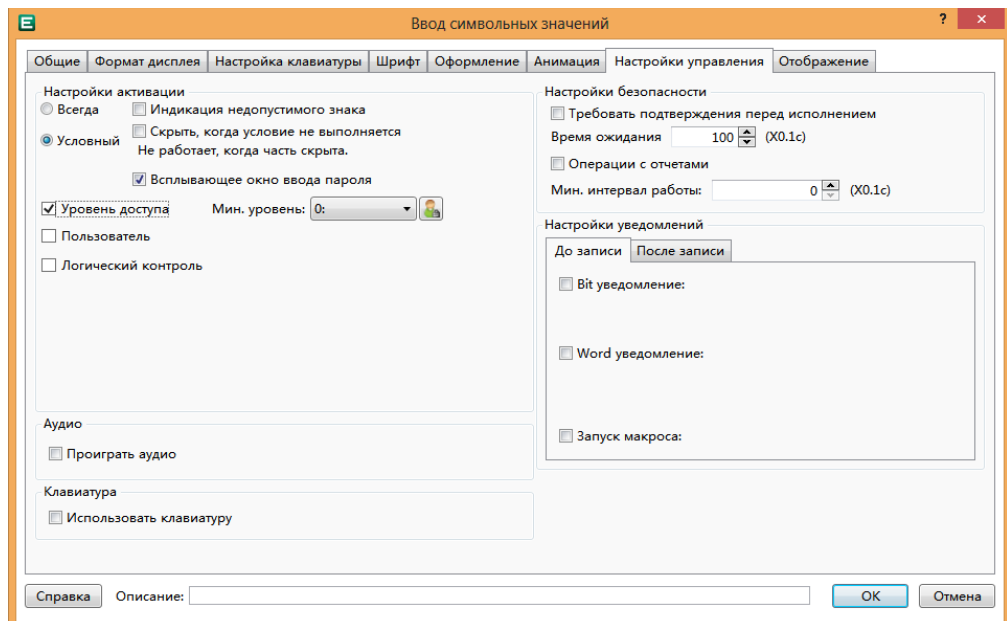 E
Ввод символьных значений
?
×
Общие
Формат дисплея
Настройка клавиатуры
Шрифт
Оформление
Анимация
Настройки управления
Отображение
Настройки активации
Всегда
Индикация недопустимого знака
Условный
Скрыть, когда условие не выполняется
Не работает, когда часть скрыта.
Всплывающее окно ввода пароля
Уровень доступа
Мин. уровень:
0:
Пользователь
Логический контроль
Аудио
Проиграть аудио
Клавиатура
Использовать клавиатуру
Настройки безопасности
Требовать подтверждения перед исполнением
Время ожидания
100
(X0.1с)
Операции с отчетами
Мин. интервал работы:
0
(X0.1с)
Настройки уведомлений
До записи
После записи
Bit уведомление:
Word уведомление:
Запуск макроса:
Справка
Описание:
OK
Отмена